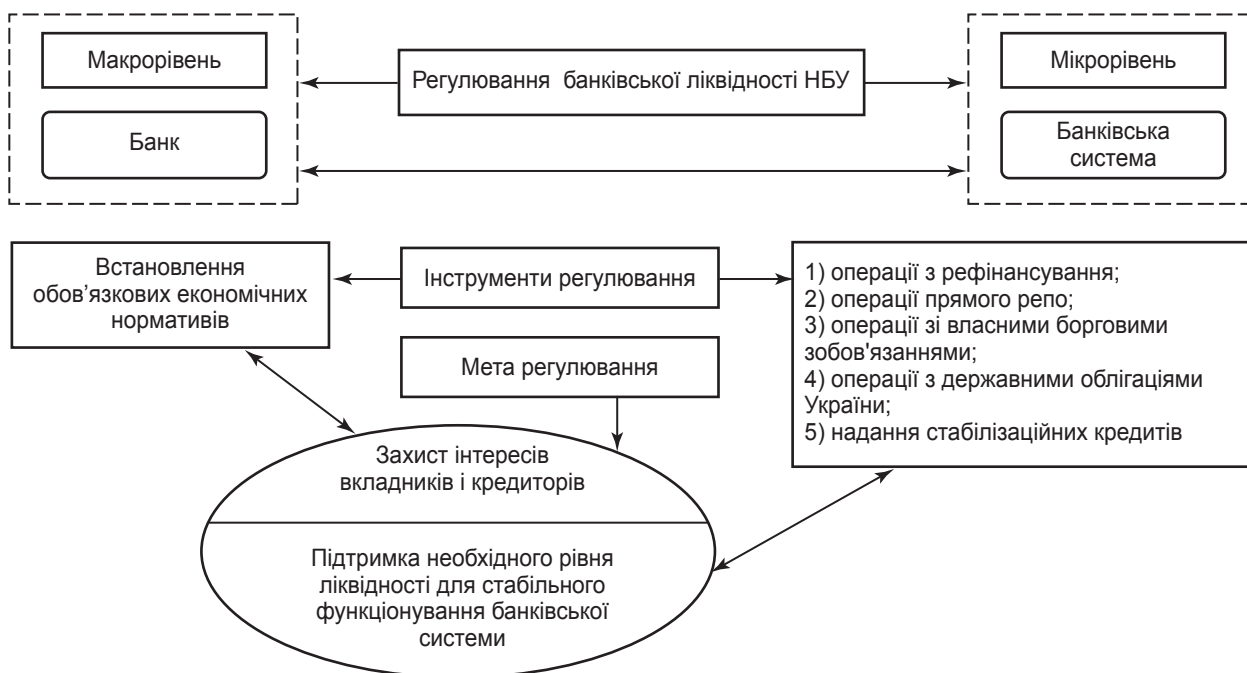 Макрорівень
Банк
Регулювання банківської ліквідності НБУ
Мікрорівень
Банківська
система
Встановлення
обов’язкових економічних
нормативів
Інструменти регулювання
Мета регулювання
1) операції з рефінансування;
2) операції прямого репо;
3) операції зі власними борговими
зобов'язаннями;
4) операції з державними облігаціями
України;
5) надання стабілізаційних кредитів
Захист інтересів
вкладників і кредиторів
Підтримка необхідного рівня
ліквідності для стабільного
функціонування банківської
системи